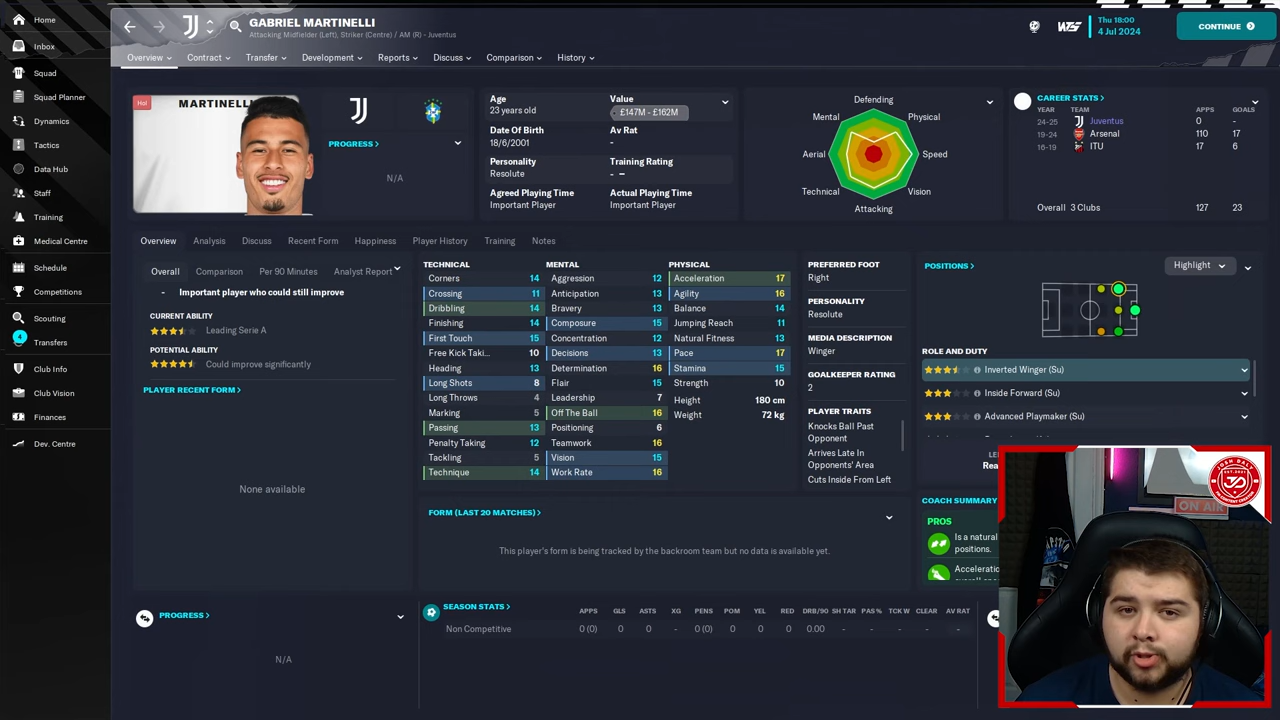 Home
Inbox
Squad
Squad Planner
Dynamics
Tactics
Data Hub
Staff
Training
Medical Centre
Schedule
Competitions
Scouting
4
Transfers
Club Info
Club Vision
Finances
Dev. Centre
GABRIEL MARTINELLI
Attacking Midfielder (Left), Striker (Centre) / AM (R) - Juventus
Thu 18:00
4 Jul 2024
CONTINUE
Overview Contract Transfer Development Reports Discuss Comparison History
Hol
MARTINELLI
PROGRESS >
N/A
Age
23 years old
Value
£147M - £162M
Date Of Birth
18/6/2001
Av Rat
-
Personality
Resolute
Training Rating
- –
Agreed Playing Time
Important Player
Actual Playing Time
Important Player
Defending
Mental Physical
Aerial Speed
Technical Vision
Attacking
CAREER STATS >
YEAR TEAM APPS GOALS
24-25 Juventus 0 -
19-24 Arsenal 110 17
16-19 ITU 17 6
Overall 3 Clubs 127 23
Overview Analysis Discuss Recent Form Happiness Player History Training Notes
Overall Comparison Per 90 Minutes Analyst Report
- Important player who could still improve
CURRENT ABILITY
Leading Serie A
POTENTIAL ABILITY
Could improve significantly
PLAYER RECENT FORM >
None available
TECHNICAL
Corners 14
Crossing 11
Dribbling 14
Finishing 14
First Touch 15
Free Kick Taki... 10
Heading 13
Long Shots 8
Long Throws 4
Marking 5
Passing 13
Penalty Taking 12
Tackling 5
Technique 14
MENTAL
Aggression 12
Anticipation 13
Bravery 13
Composure 15
Concentration 12
Decisions 13
Determination 16
Flair 15
Leadership 7
Off The Ball 16
Positioning 6
Teamwork 16
Vision 15
Work Rate 16
PHYSICAL
Acceleration 17
Agility 16
Balance 14
Jumping Reach 11
Natural Fitness 13
Pace 17
Stamina 15
Strength 10
Height 180 cm
Weight 72 kg
PREFERRED FOOT
Right
PERSONALITY
Resolute
MEDIA DESCRIPTION
Winger
GOALKEEPER RATING
2
PLAYER TRAITS
Knocks Ball Past
Opponent
Arrives Late In
Opponents' Area
Cuts Inside From Left
POSITIONS >
Highlight
ROLE AND DUTY
Inverted Winger (Su)
Inside Forward (Su)
Advanced Playmaker (Su)
COACH SUMMARY
PROS
Is a natural
positions.
Acceleration
FORM (LAST 20 MATCHES) >
This player's form is being tracked by the backroom team but no data is available yet.
PROGRESS >
N/A
SEASON STATS > APPS GLS ASTS XG PENS POM YEL RED DRB/90 SH TAR PAS % TCK W CLEAR AV RAT
Non Competitive 0 (0) 0 0 - 0 (0) 0 0 0 0.00 - - - - -
JOSH DALY
JD
ON AIR